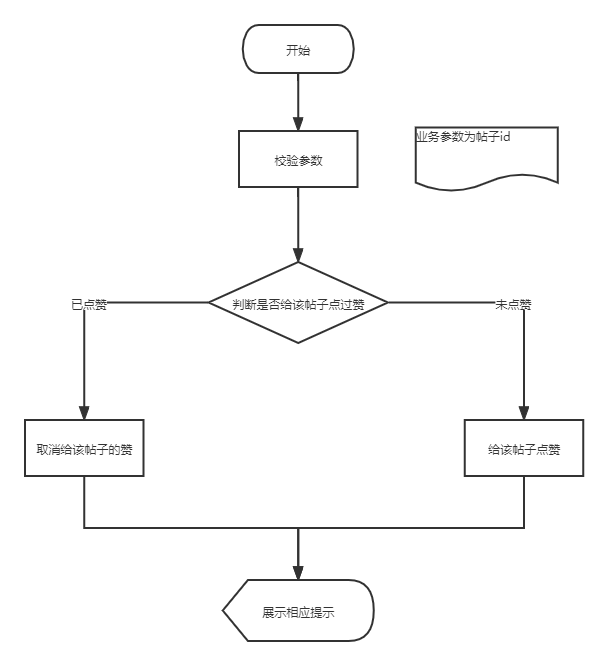 开始
业务参数为帖子id
校验参数
判断是否给该帖子点过赞
已点赞
未点赞
取消给该帖子的赞
给该帖子点赞
展示相应提示